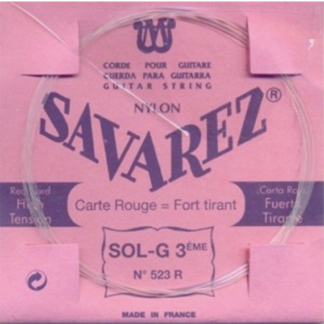 CORDE POUR GUITARE
CUERDA PARA GUITARRA
GUITAR STRING
NYLON
SAVAREZ®
Red Card
High
Tension
Carte Rouge = Fort tirant
Carta Roja
Fuerte
Tirante
SOL-G 3ÈME
N° 523 R
MADE IN FRANCE